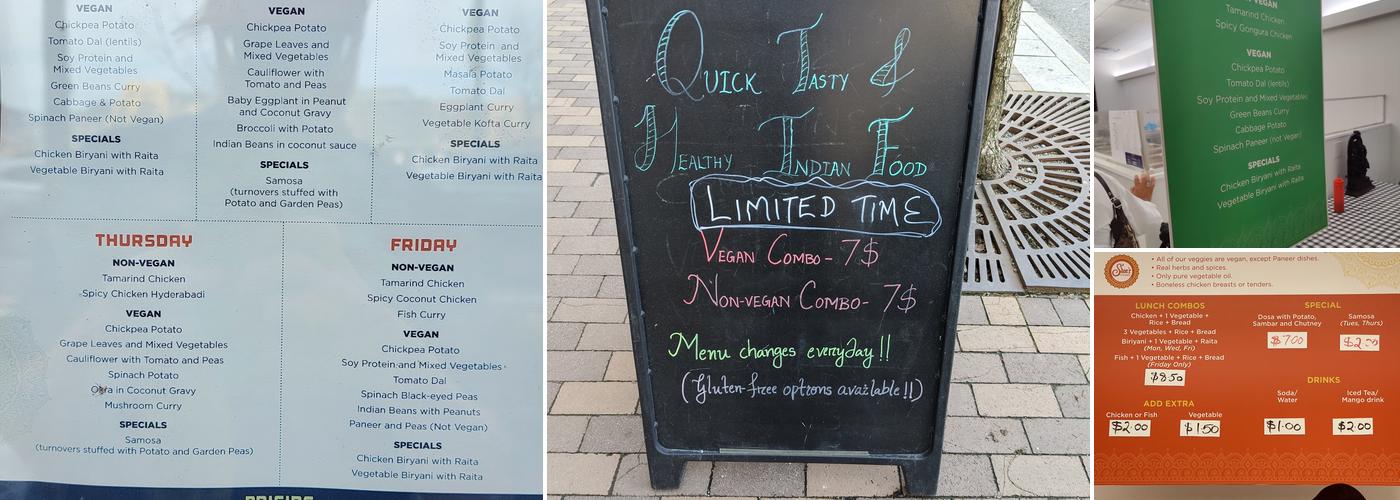 VEGAN
Chickpea Potato
Tomato Dal (lentils)
Soy Protein and
Mixed Vegetables
Green Beans Curry
Cabbage & Potato
Spinach Paneer (Not Vegan)
SPECIALS
Chicken Biryani with Raita
Vegetable Biryani with Raita
VEGAN
Chickpea Potato
Grape Leaves and
Mixed Vegetables
Cauliflower with
Tomato and Peas
Baby Eggplant in Peanut
and Coconut Gravy
Broccoli with Potato
Indian Beans in coconut sauce
SPECIALS
Samosa
(turnovers stuffed with
Potato and Garden Peas)
VEGAN
Chickpea Potato
Soy Protein and
Mixed Vegetables
Masala Potato
Tomato Dal
Eggplant Curry
Vegetable Kofta Curry
SPECIALS
Chicken Biryani with Raita
Vegetable Biryani with Raita
THURSDAY
NON-VEGAN
Tamarind Chicken
Spicy Chicken Hyderabadi
VEGAN
Chickpea Potato
Grape Leaves and Mixed Vegetables
Cauliflower with Tomato and Peas
Spinach Potato
Okra in Coconut Gravy
Mushroom Curry
SPECIALS
Samosa
(turnovers stuffed with Potato and Garden Peas)
FRIDAY
NON-VEGAN
Tamarind Chicken
Spicy Coconut Chicken
Fish Curry
VEGAN
Chickpea Potato
Soy Protein and Mixed Vegetables
Tomato Dal
Spinach Black-eyed Peas
Indian Beans with Peanuts
Paneer and Peas (Not Vegan)
SPECIALS
Chicken Biryani with Raita
Vegetable Biryani with Raita
QUICK TASTY &
HEALTHY INDIAN FOOD
LIMITED TIME
VEGAN COMBO - 7$
NON-VEGAN COMBO - 7$
Menu changes everyday!!
(Gluten-free options available!!)
VEGAN
Tamarind Chicken
Spicy Gongura Chicken
VEGAN
Chickpea Potato
Tomato Dal (lentils)
Soy Protein and Mixed Vegetables
Green Beans Curry
Cabbage Potato
Spinach Paneer (not Vegan)
SPECIALS
Chicken Biryani with Raita
Vegetable Biryani with Raita
• All of our veggies are vegan, except Paneer dishes.
• Real herbs and spices.
• Only pure vegetable oil.
• Boneless chicken breasts or tenders.
LUNCH COMBOS
Chicken + 1 Vegetable +
Rice + Bread
3 Vegetables + Rice + Bread
Biriyani + 1 Vegetable + Raita
(Mon, Wed, Fri)
Fish + 1 Vegetable + Rice + Bread
(Friday Only)
$8.50
ADD EXTRA
Chicken or Fish
$2.00
Vegetable
$1.50
SPECIAL
Dosa with Potato,
Sambar and Chutney
$7.00
Samosa
(Tues, Thurs)
$2.00
DRINKS
Soda/
Water
$1.00
Iced Tea/
Mango drink
$2.00